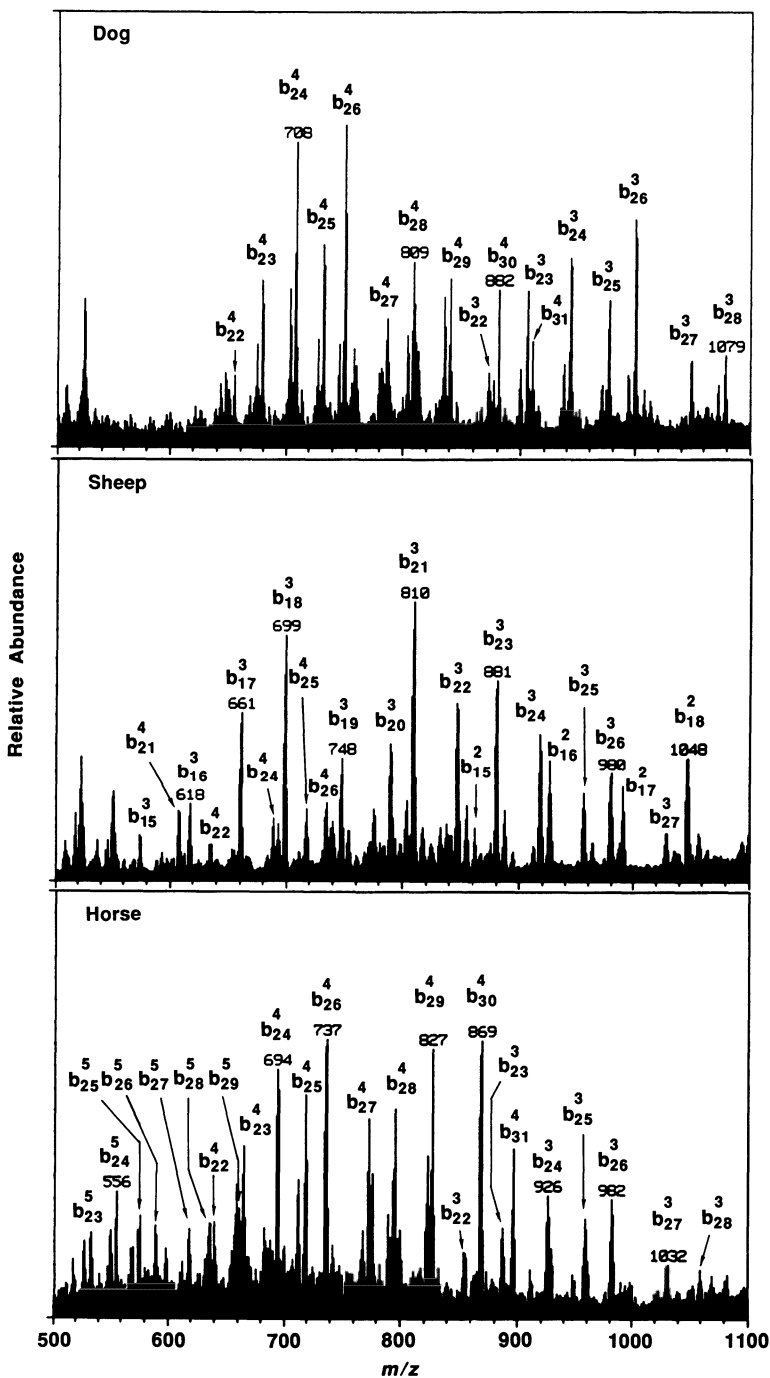 Dog
b₂₄⁴
708
b₂₆⁴
b₂₂⁴
b₂₃⁴
b₂₅⁴
b₂₇⁴
b₂₈⁴
809
b₂₉⁴
b₂₂³
b₃₀⁴
882
b₂₃³
b₃₁⁴
b₂₄³
b₂₅³
b₂₆³
b₂₇³
b₂₈³
1079
Relative Abundance
Sheep
b₁₅³
b₂₁⁴
b₁₆³
618
b₂₂⁴
b₁₇³
661
b₂₄⁴
b₁₈³
699
b₂₅⁴
b₂₆⁴
b₁₉³
748
b₂₀³
b₂₁³
810
b₂₂³
b₁₅²
b₂₃³
881
b₂₄³
b₁₆²
b₂₅³
b₂₆³
980
b₁₇²
b₂₇³
b₁₈²
1048
Horse
b₂₃⁵
b₂₄⁵
556
b₂₅⁵ b₂₆⁵ b₂₇⁵ b₂₈⁵ b₂₉⁵
b₂₂⁴
b₂₃⁴
b₂₄⁴
694
b₂₅⁴
b₂₆⁴
737
b₂₇⁴
b₂₈⁴
b₂₉⁴
827
b₂₂³
b₃₀⁴
869
b₂₃³
b₃₁⁴
b₂₄³
926
b₂₅³
b₂₆³
982
b₂₇³
1032
b₂₈³
500 600 700 800 900 1000 1100
m/z